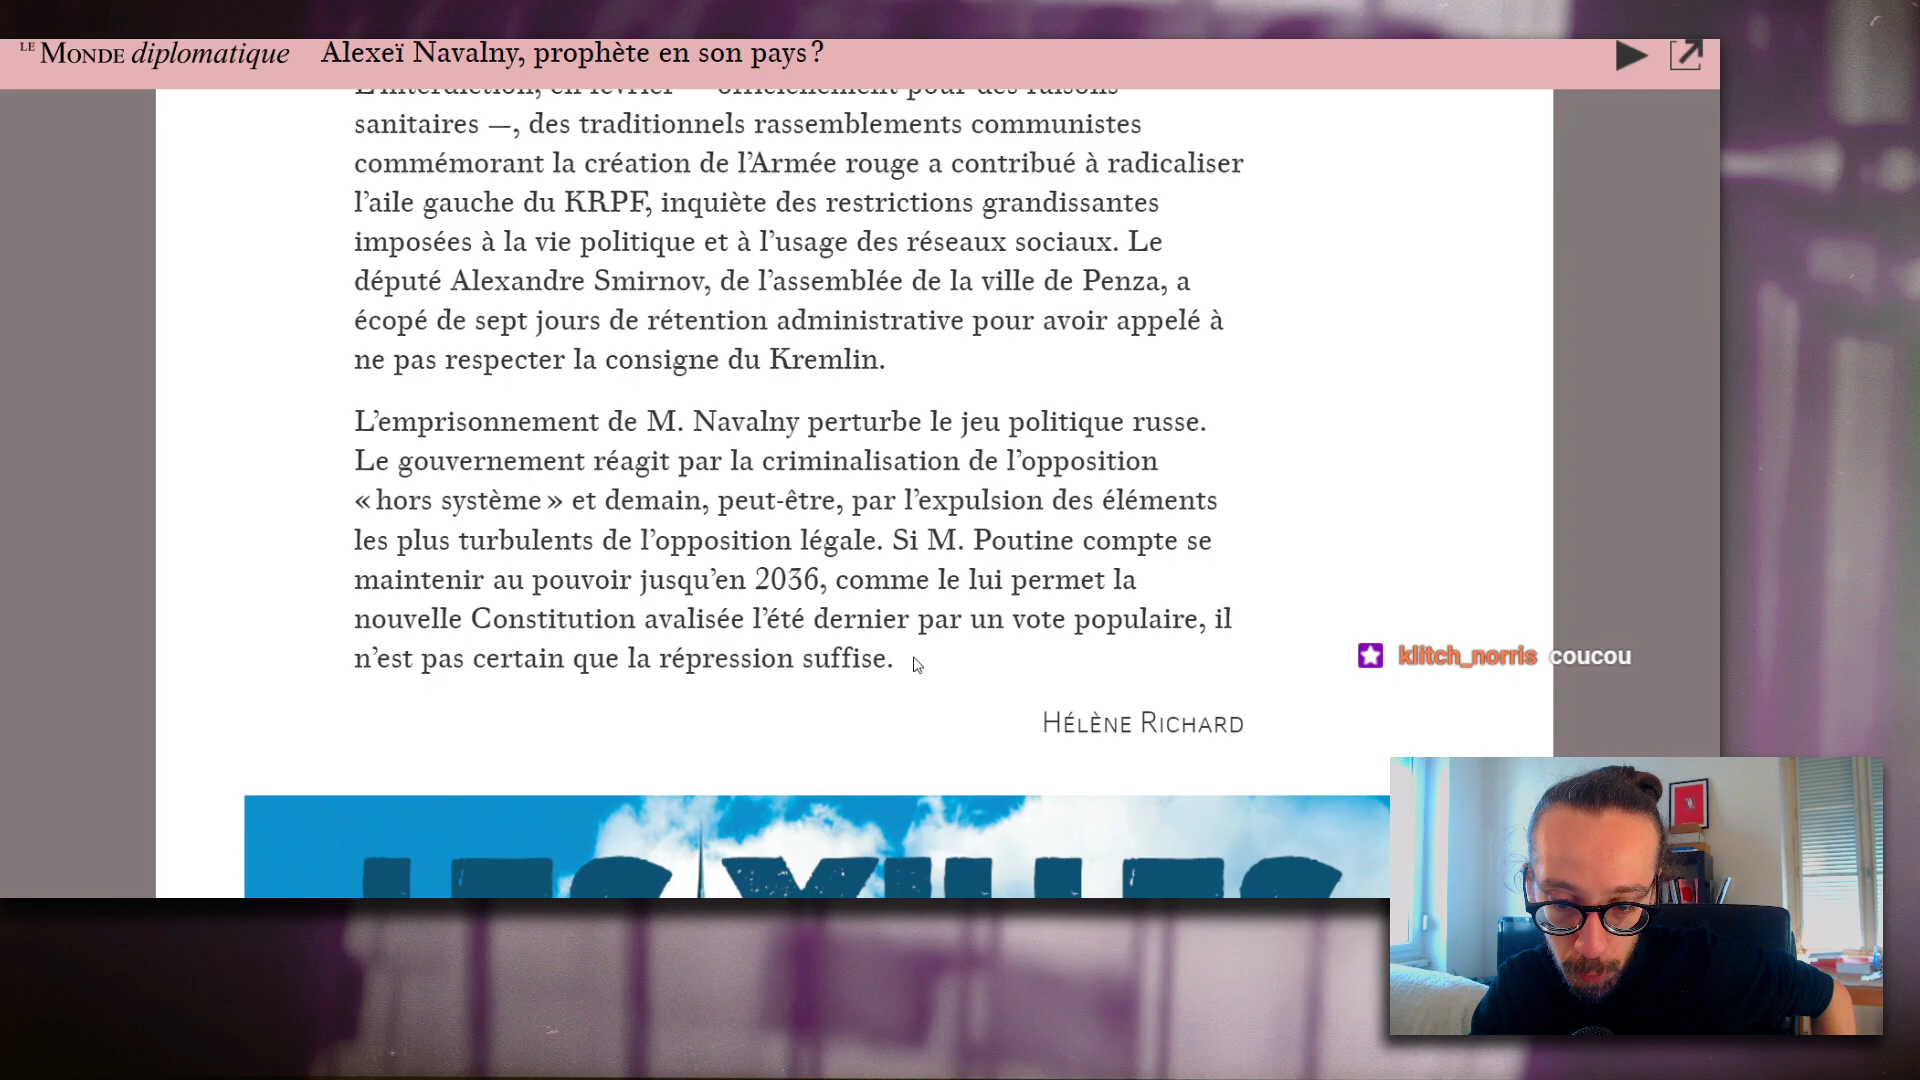 LE MONDE diplomatique Alexeï Navalny, prophète en son pays ?
L'interdiction, en février — officiellement pour des raisons
sanitaires —, des traditionnels rassemblements communistes
commémorant la création de l'Armée rouge a contribué à radicaliser
l'aile gauche du KRPF, inquiète des restrictions grandissantes
imposées à la vie politique et à l'usage des réseaux sociaux. Le
député Alexandre Smirnov, de l'assemblée de la ville de Penza, a
écopé de sept jours de rétention administrative pour avoir appelé à
ne pas respecter la consigne du Kremlin.
L'emprisonnement de M. Navalny perturbe le jeu politique russe.
Le gouvernement réagit par la criminalisation de l'opposition
« hors système » et demain, peut-être, par l'expulsion des éléments
les plus turbulents de l'opposition légale. Si M. Poutine compte se
maintenir au pouvoir jusqu'en 2036, comme le lui permet la
nouvelle Constitution avalisée l'été dernier par un vote populaire, il
n'est pas certain que la répression suffise.
klitch_norris coucou
HÉLÈNE RICHARD